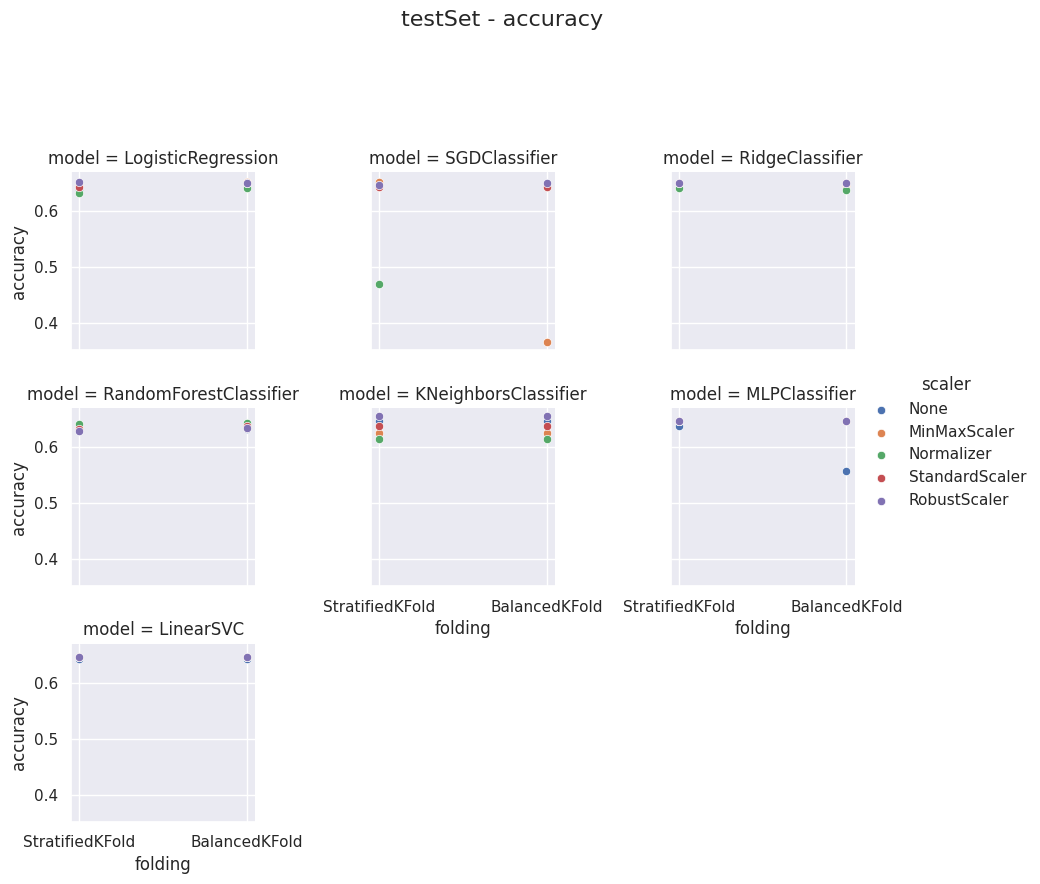 testSet - accuracy
model = LogisticRegression
model = SGDClassifier
model = RidgeClassifier
accuracy
0.6
0.5
0.4
model = RandomForestClassifier
model = KNeighborsClassifier
model = MLPClassifier
accuracy
0.6
0.5
0.4
scaler
None
MinMaxScaler
Normalizer
StandardScaler
RobustScaler
StratifiedKFold BalancedKFold
folding
StratifiedKFold BalancedKFold
folding
model = LinearSVC
accuracy
0.6
0.5
0.4
StratifiedKFold BalancedKFold
folding